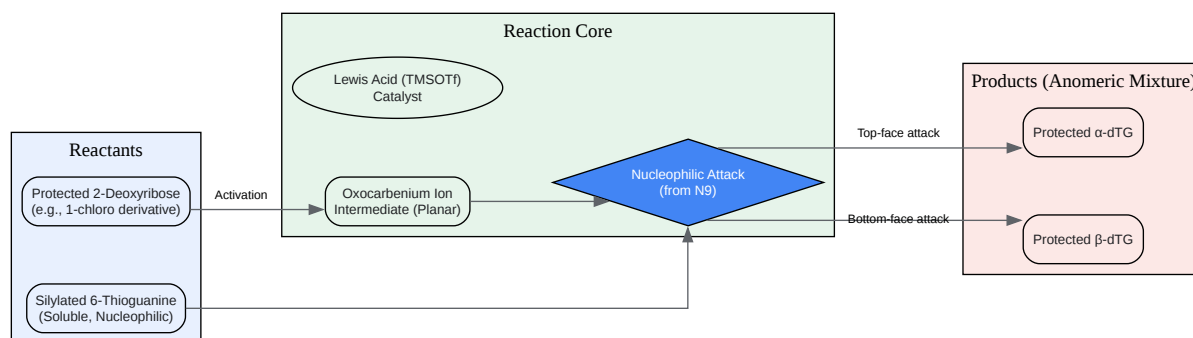 Reaction Core
Lewis Acid (TMSOTf)
Catalyst
Products (Anomeric Mixture)
Top-face attack
Protected α-dTG
Reactants
Protected 2-Deoxyribose
(e.g., 1-chloro derivative)
Activation
Oxocarbenium Ion
Intermediate (Planar)
Nucleophilic Attack
(from N9)
Bottom-face attack
Protected β-dTG
Silylated 6-Thioguanine
(Soluble, Nucleophilic)